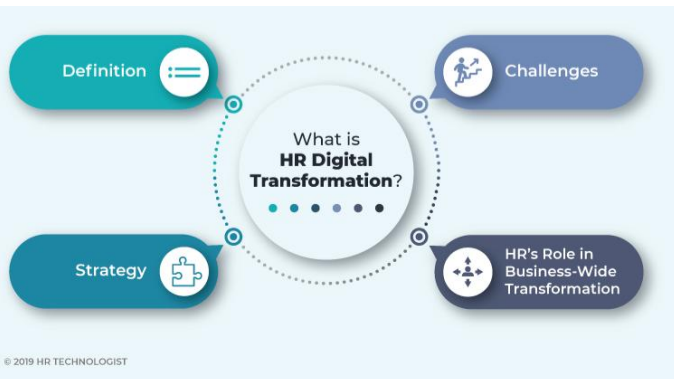 Definition
Challenges
What is
HR Digital
Transformation?
Strategy
HR's Role in
Business-Wide
Transformation
© 2019 HR TECHNOLOGIST